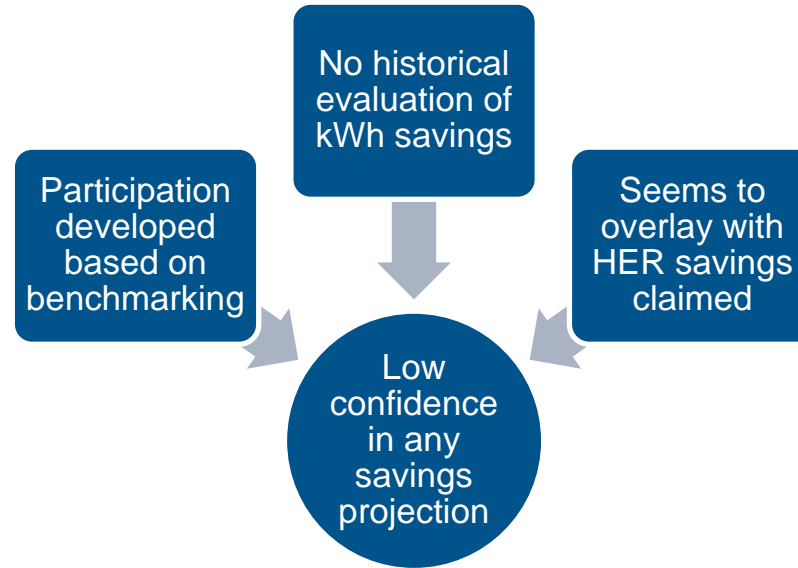 No historical
evaluation of
kWh savings
Participation
developed
based on
benchmarking
Seems to
overlay with
HER savings
claimed
Low
confidence
in any
savings
projection